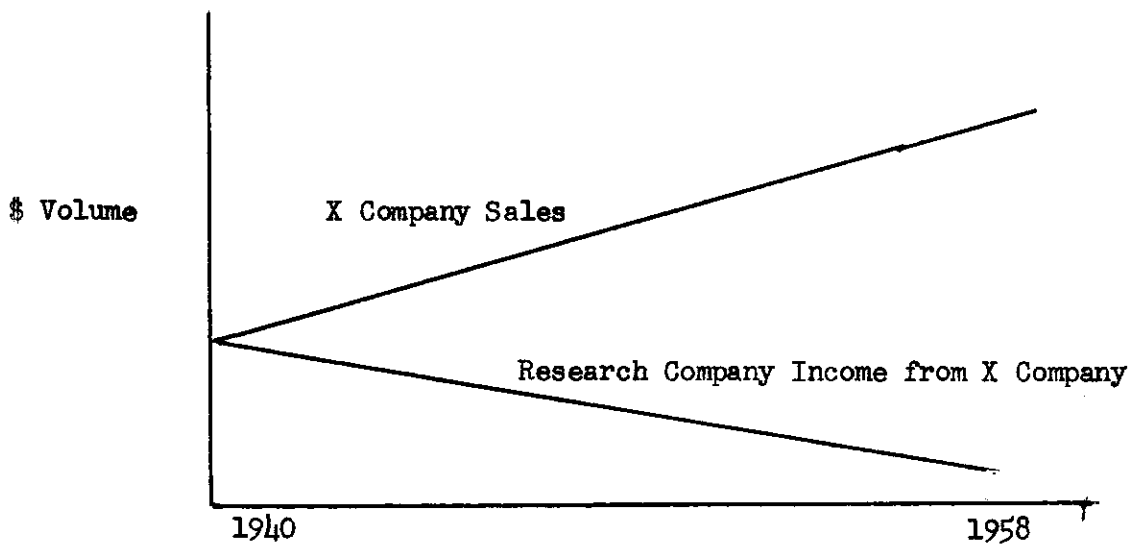 $ Volume
X Company Sales
Research Company Income from X Company
1940
1958